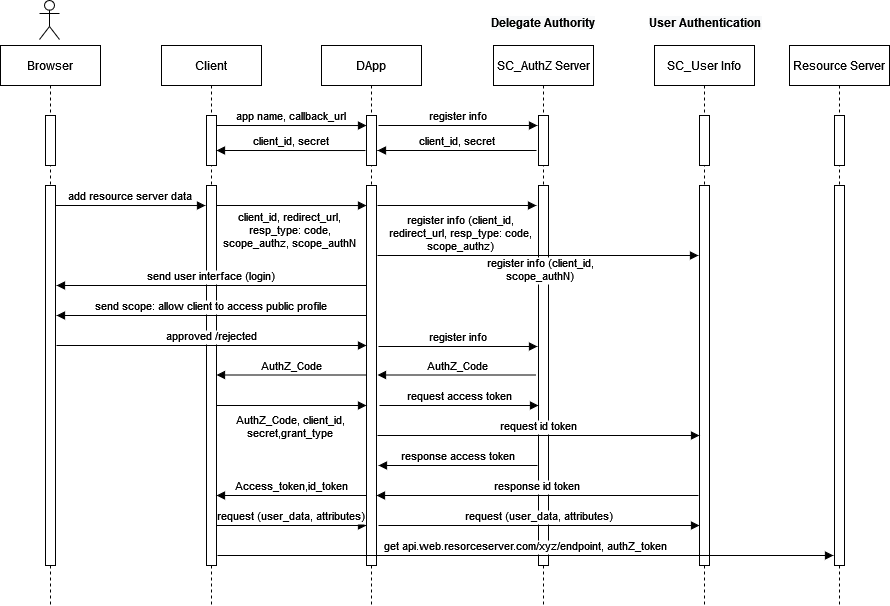 Delegate Authority
User Authentication
Browser
Client
DApp
SC_AuthZ Server
SC_User Info
Resource Server
app name, callback_url
register info
client_id, secret
client_id, secret
add resource server data
client_id, redirect_url,
resp_type: code,
scope_authz, scope_authN
register info (client_id,
redirect_url, resp_type: code,
scope_authz)
register info (client_id,
scope_authN)
send user interface (login)
send scope: allow client to access public profile
approved /rejected
register info
AuthZ_Code
AuthZ_Code
request access token
AuthZ_Code, client_id,
secret,grant_type
request id token
response access token
Access_token,id_token
response id token
request (user_data, attributes)
request (user_data, attributes)
get api.web.resorceserver.com/xyz/endpoint, authZ_token